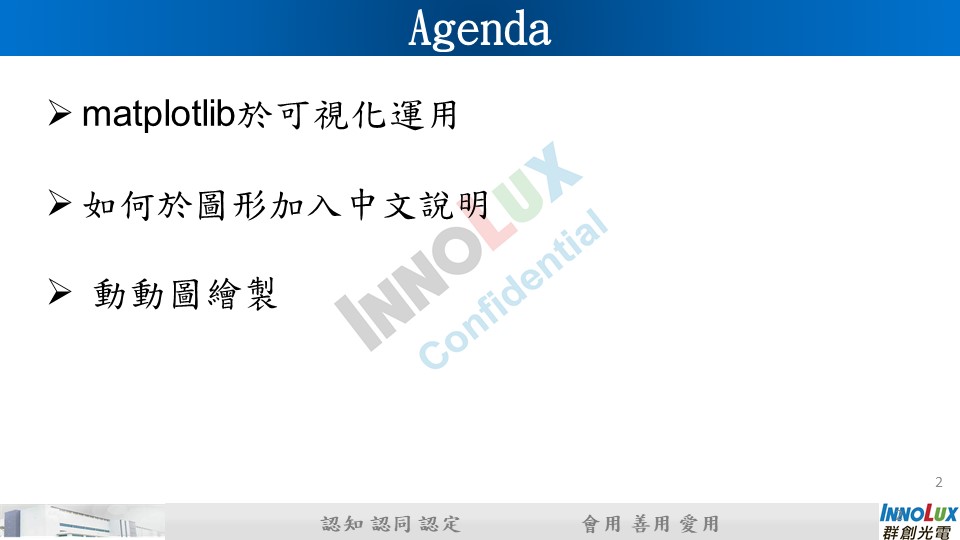 Agenda
➢ matplotlib於可視化運用
➢ 如何於圖形加入中文說明
➢ 動動圖繪製
INNOLUX
Confidential
2
認知 認同 認定 會用 善用 愛用
INNOLUX
群創光電